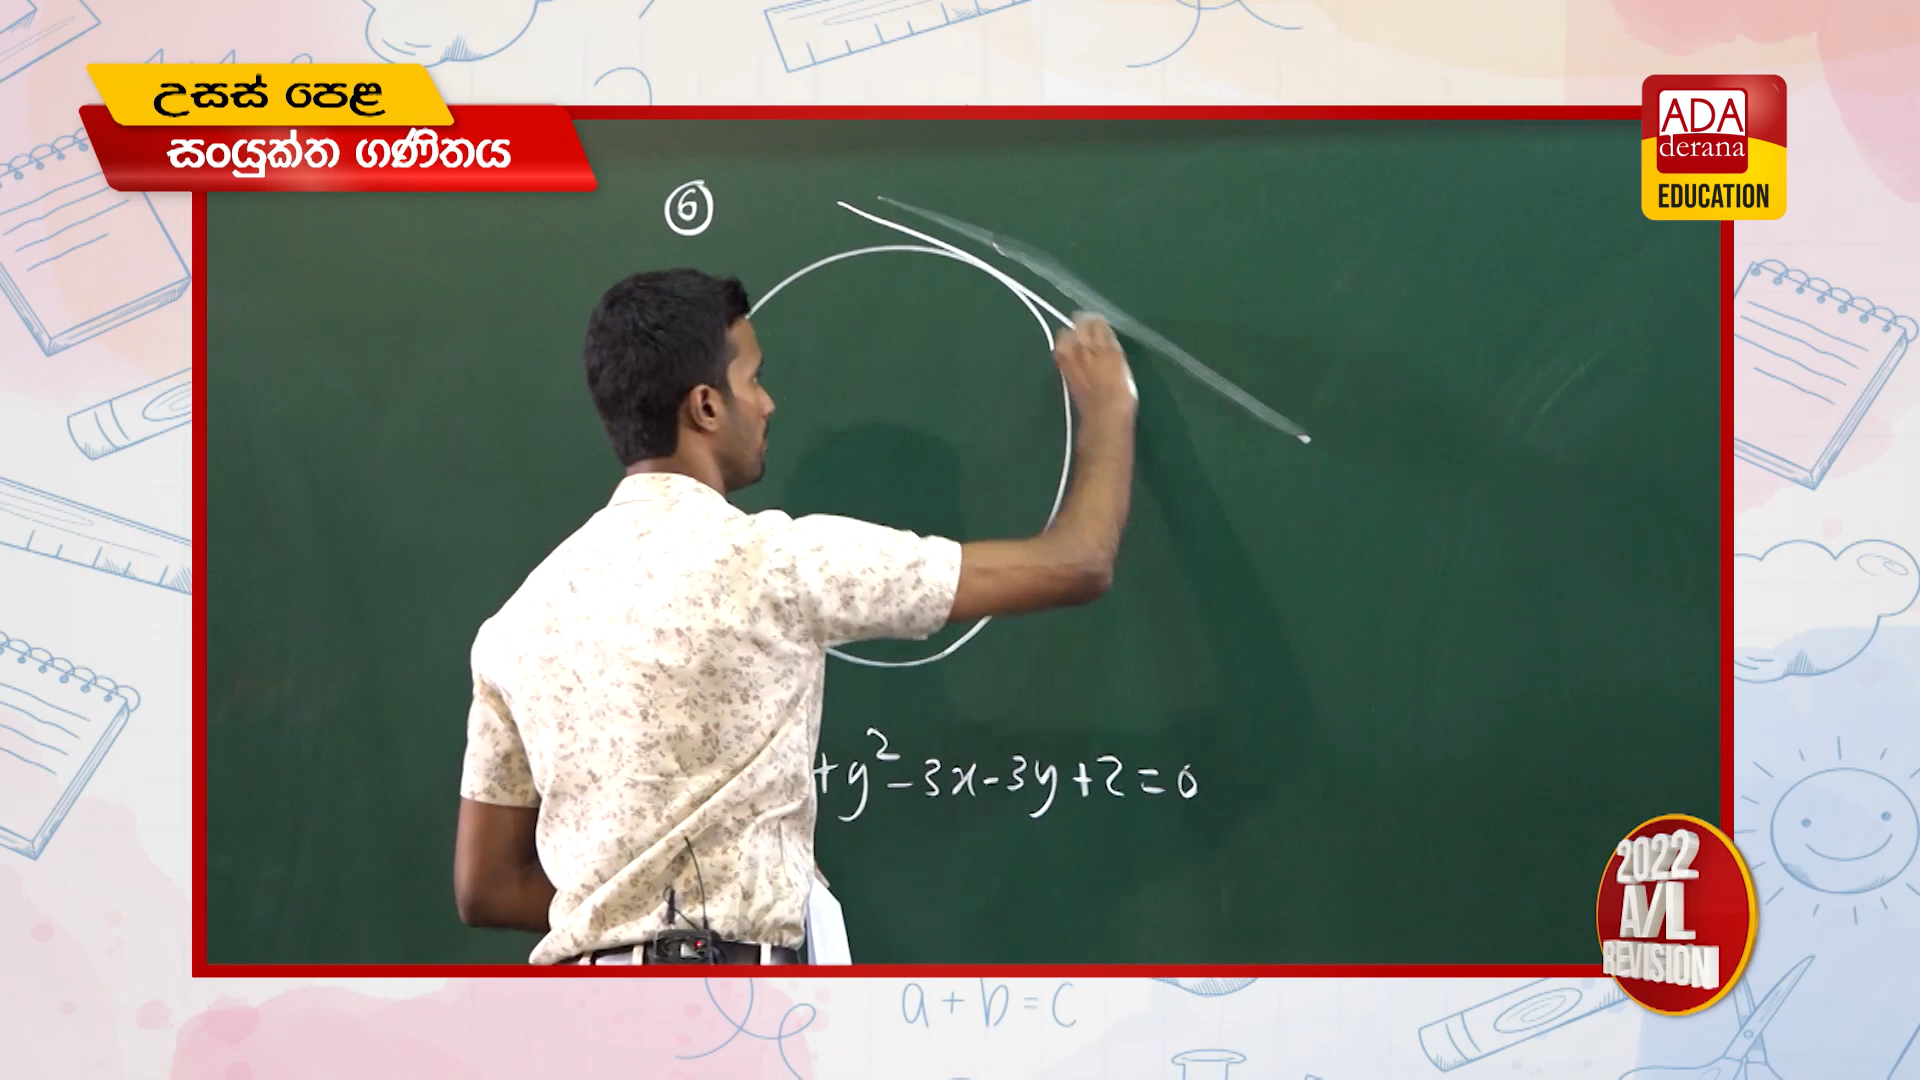 උසස් පෙළ
සංයුක්ත ගණිතය
ADA
derana
EDUCATION
6
+y²-3x-3y+2=0
2022
A/L
REVISION
a+b=c